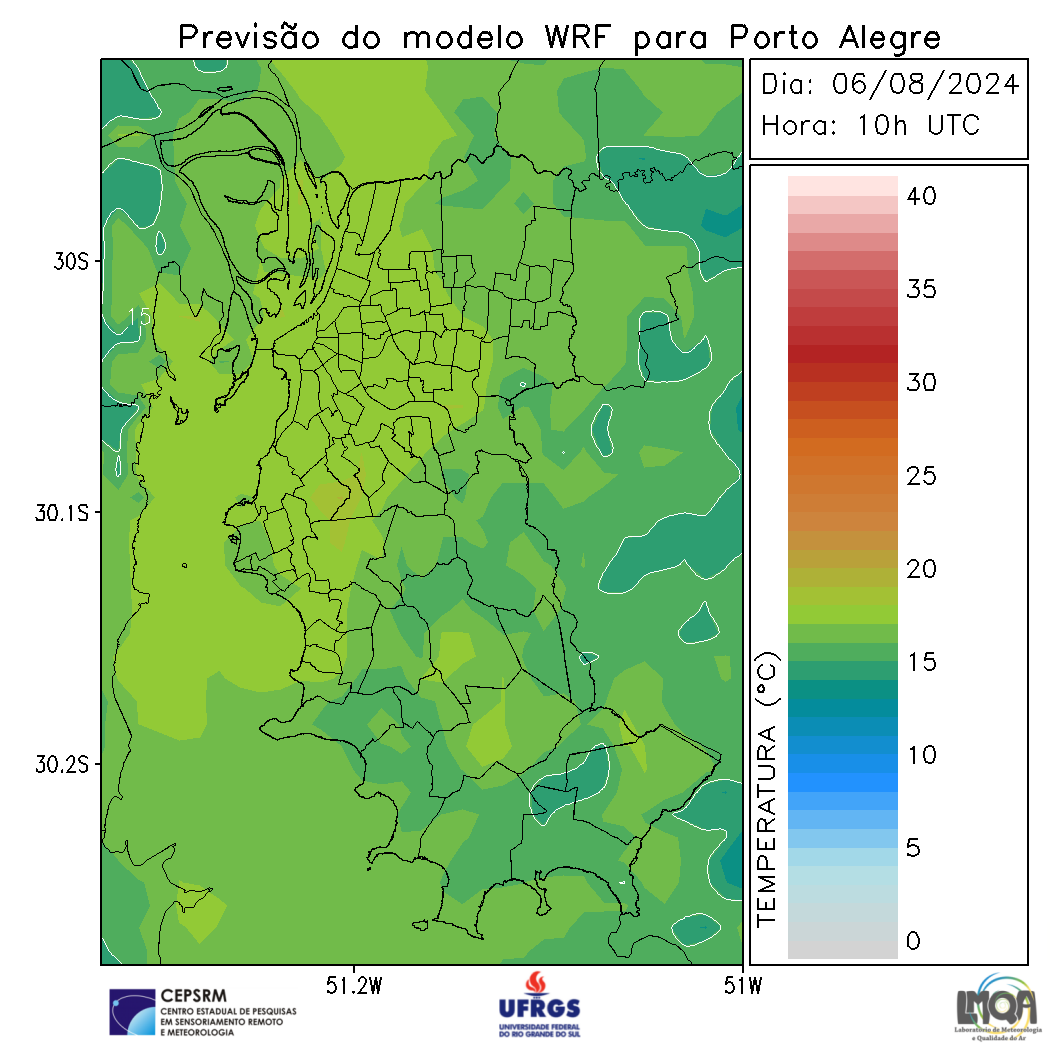 Previsão do modelo WRF para Porto Alegre
Dia: 06/08/2024
Hora: 10h UTC
40
35
30
25
20
15
10
5
0
TEMPERATURA (°C)
30S
30.1S
30.2S
15
51.2W
51W
CEPSRM
CENTRO ESTADUAL DE PESQUISAS
EM SENSORIAMENTO REMOTO
E METEOROLOGIA
UFRGS
UNIVERSIDADE FEDERAL
DO RIO GRANDE DO SUL
LMQA
Laboratório de Meteorologia
e Qualidade do Ar